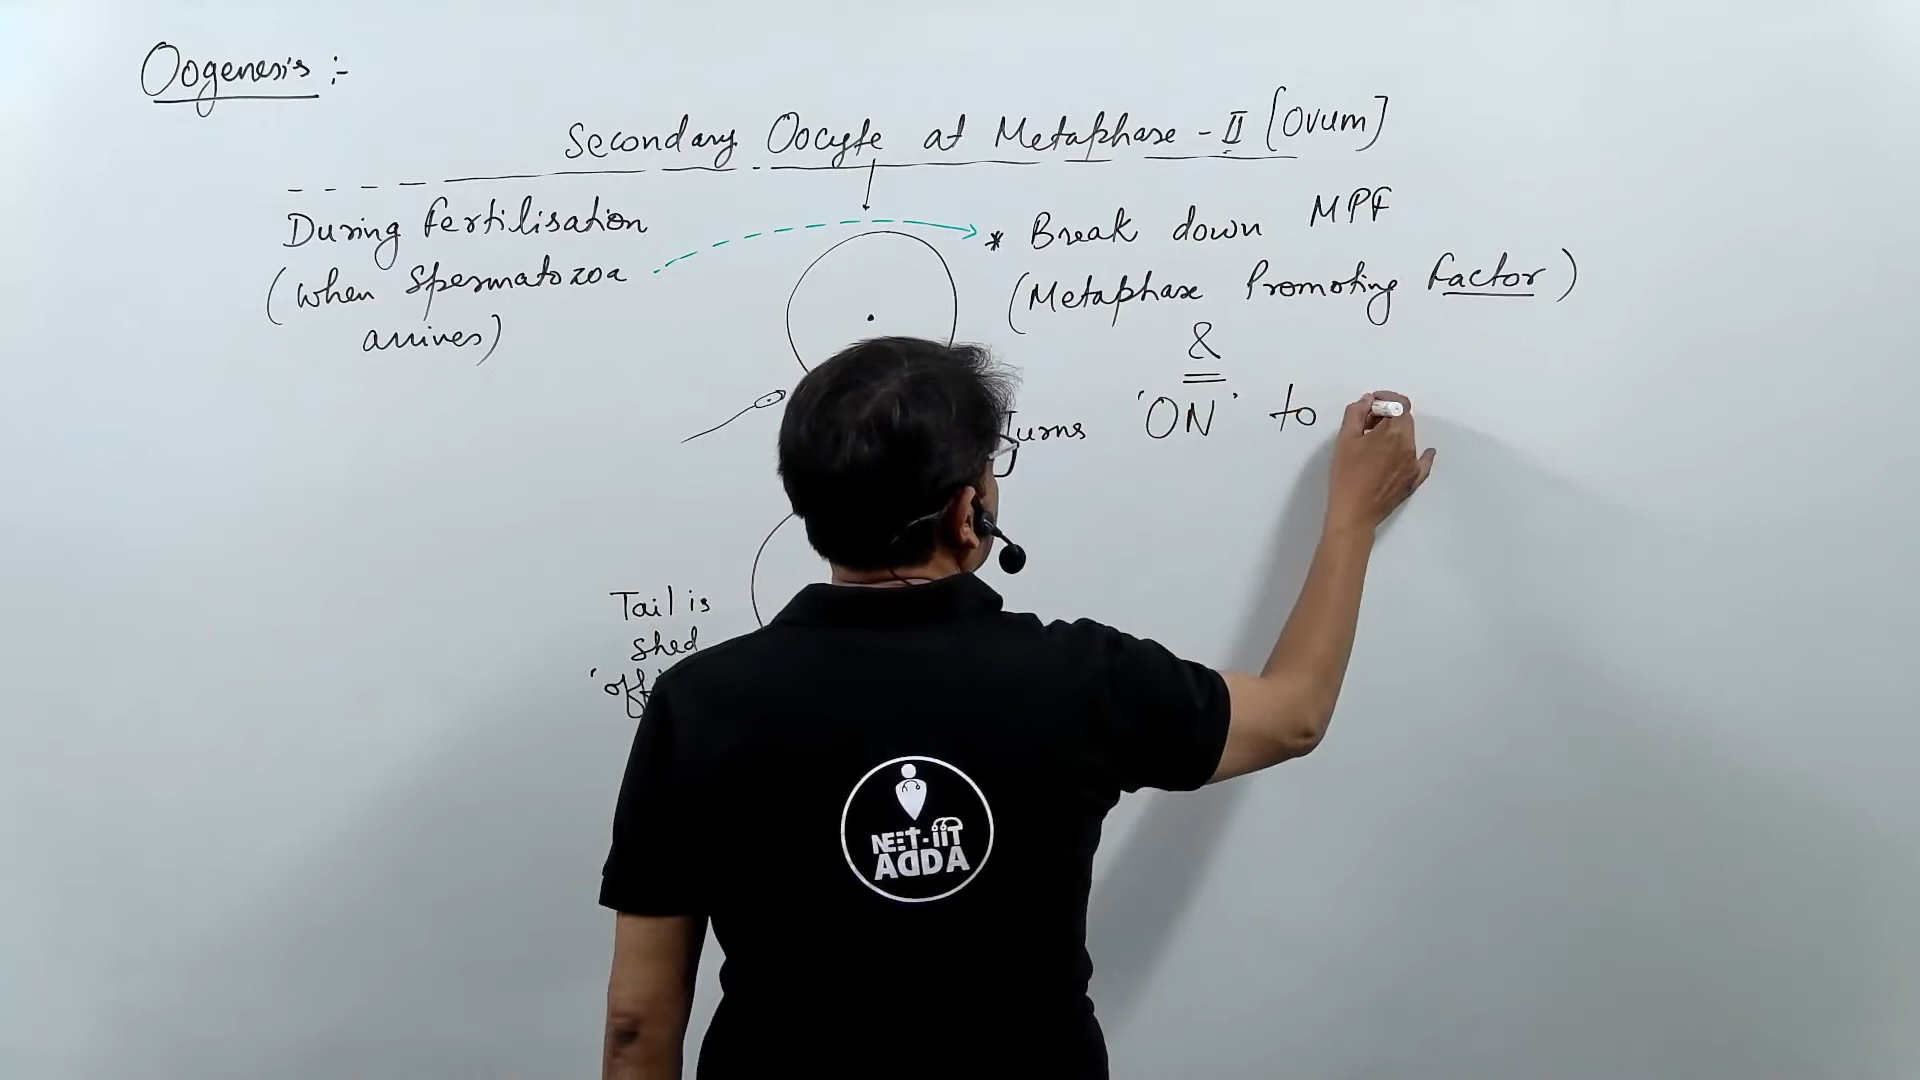 Oogenesis :-
Secondary Oocyte at Metaphase - II [Ovum]
During fertilisation
(when Spermatozoa
arrives)
* Break down MPF
(Metaphase Promoting Factor)
&
Turns 'ON' to
Tail is
shed
'off
NEET-IIT
ADDA